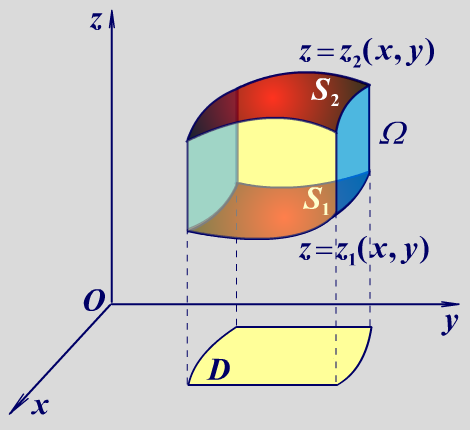 z
z=z₂(x, y)
S₂
Ω
S₁
z=z₁(x, y)
O
y
D
x